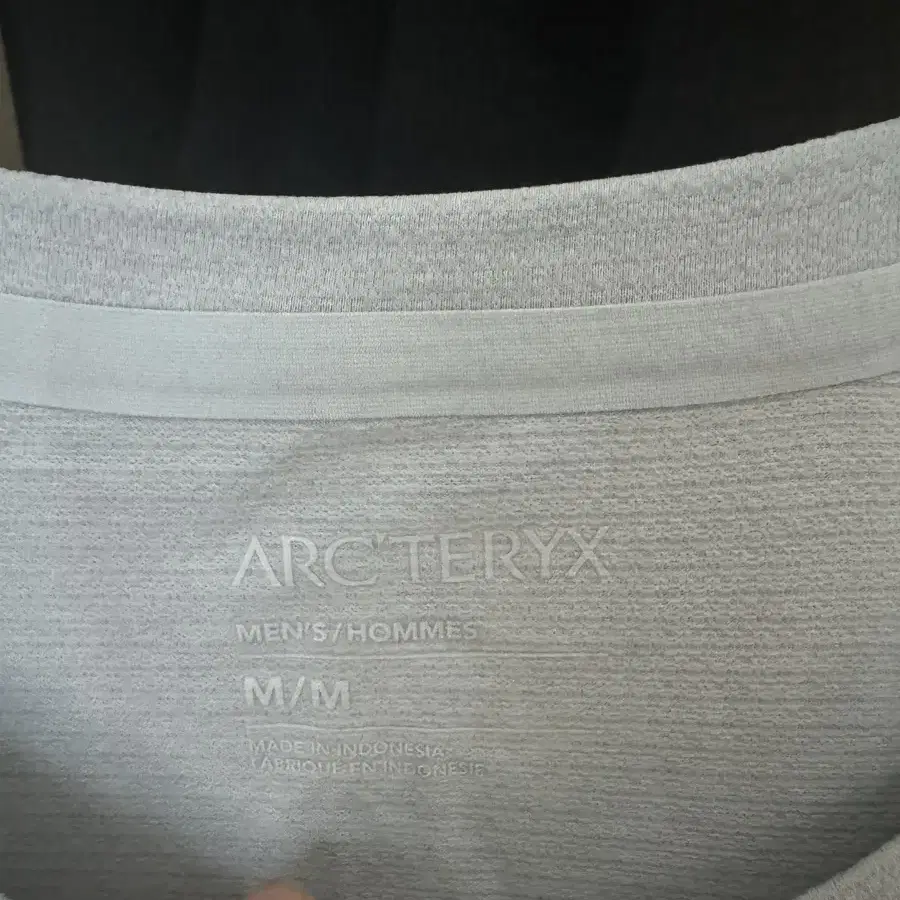 ARC'TERYX
MEN'S/HOMMES
M/M
MADE IN INDONESIA
FABRIQUE EN INDONESIE